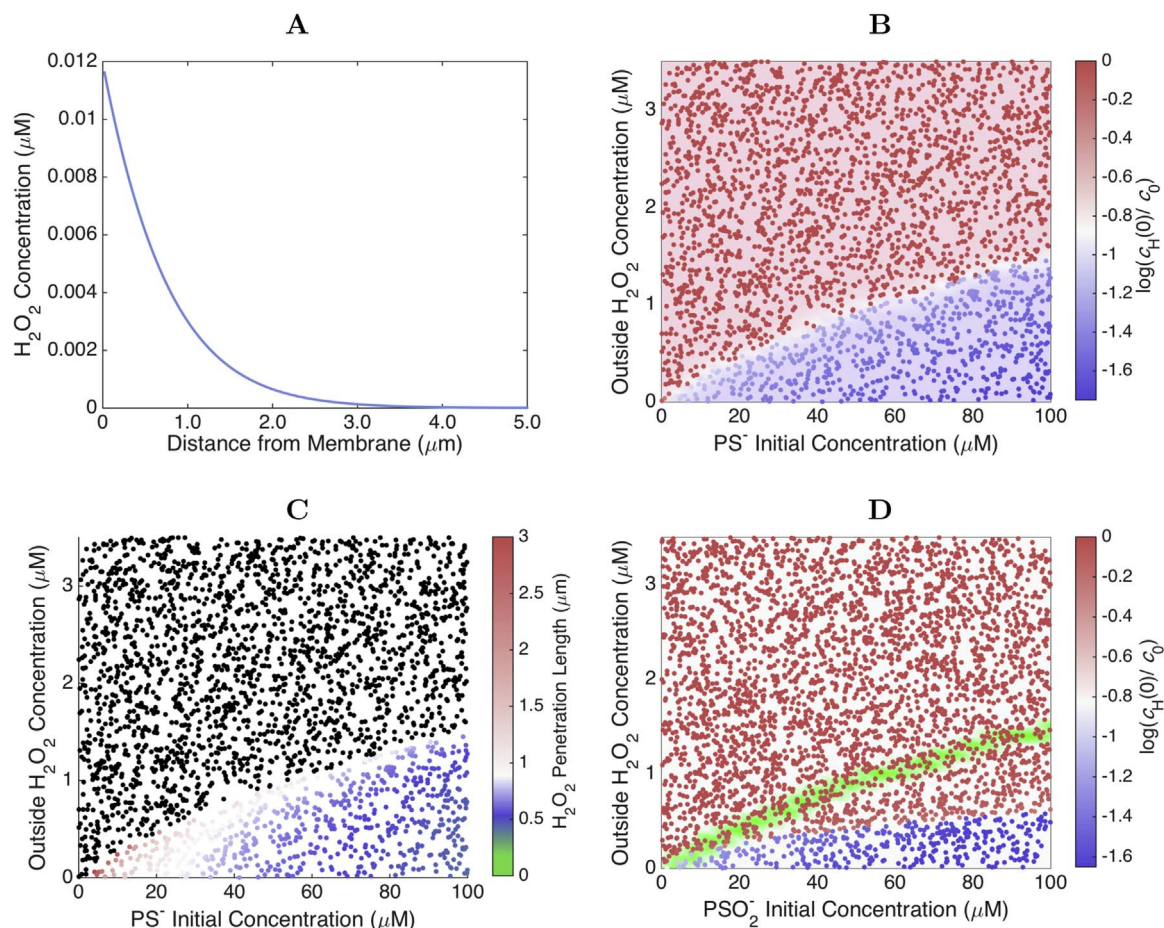 A
H₂O₂ Concentration (μM)
0.012
0.01
0.008
0.006
0.004
0.002
0
0 1.0 2.0 3.0 4.0 5.0
Distance from Membrane (μm)
B
Outside H₂O₂ Concentration (μM)
3
2
1
0
0 20 40 60 80 100
PS⁻ Initial Concentration (μM)
0
-0.2
-0.4
-0.6
-0.8
-1
-1.2
-1.4
-1.6
log(c_H(0)/ c₀)
C
Outside H₂O₂ Concentration (μM)
3
2
1
0
0 20 40 60 80 100
PS⁻ Initial Concentration (μM)
3
2.5
2
1.5
1
0.5
0
H₂O₂ Penetration Length (μm)
D
Outside H₂O₂ Concentration (μM)
3
2
1
0
0 20 40 60 80 100
PSO₂⁻ Initial Concentration (μM)
0
-0.2
-0.4
-0.6
-0.8
-1
-1.2
-1.4
-1.6
log(c_H(0)/ c₀)